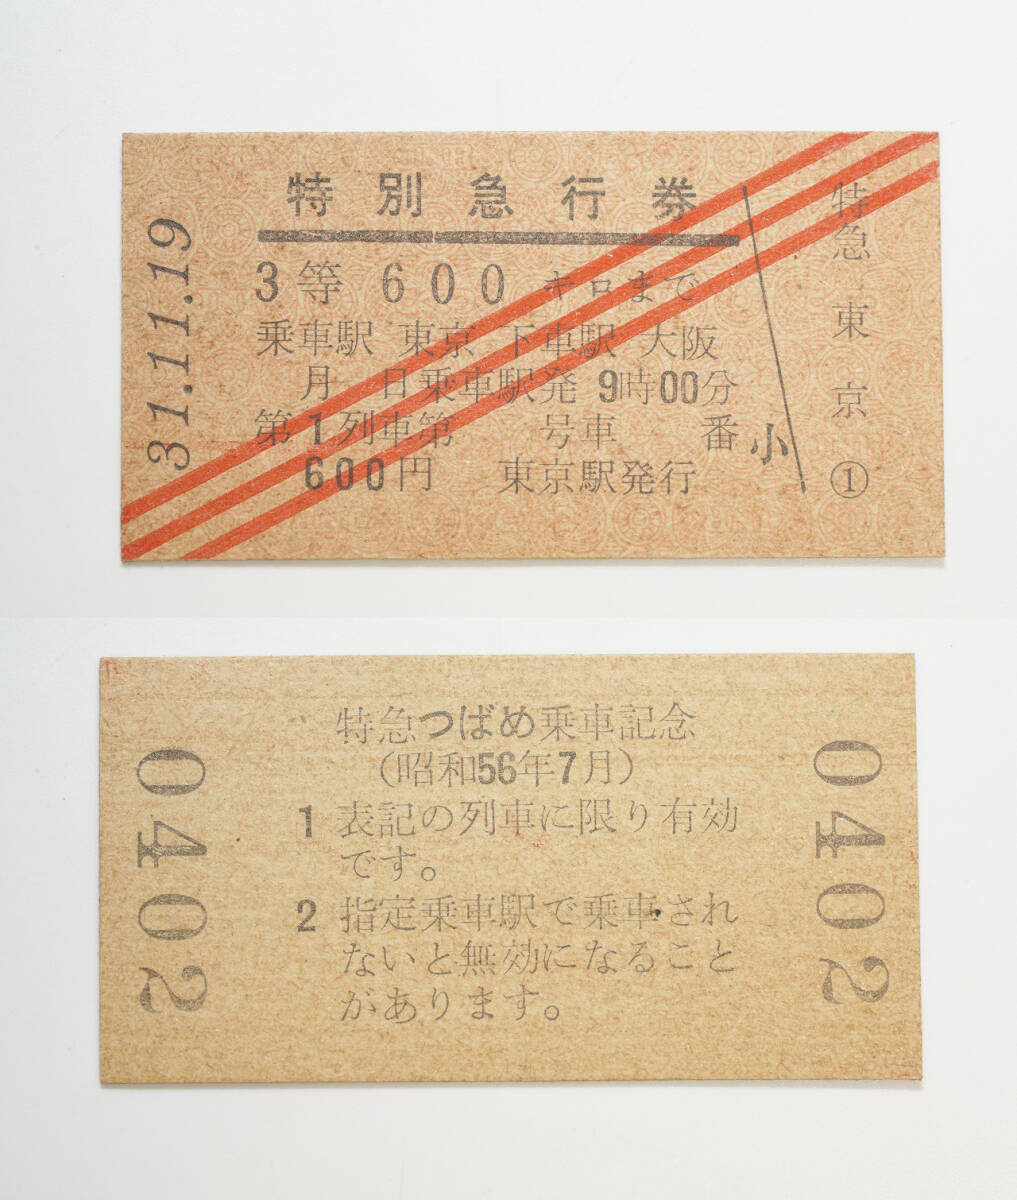 特別急行券
3等 600 キロまで
乗車駅 東京 下車駅 大阪
月 日乗車駅発 9時00分
第1列車第 号車 番
600円 東京駅発行
小
特急 東京 ①
31.11.19
特急つばめ乗車記念
(昭和56年7月)
1 表記の列車に限り有効
です。
2 指定乗車駅で乗車され
ないと無効になること
があります。
0402
0402